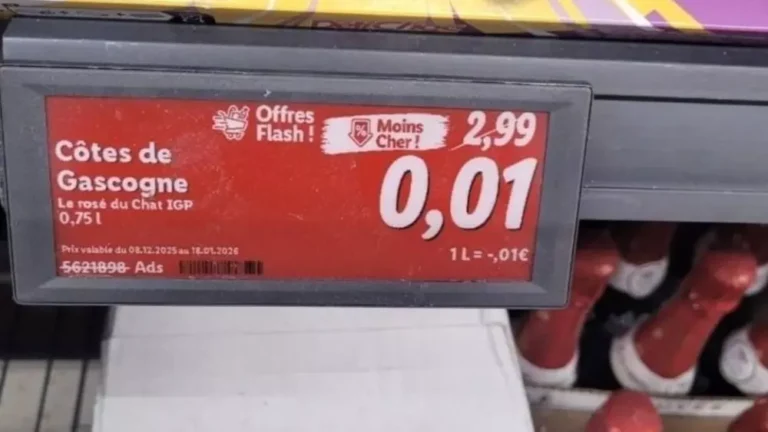 Offres
Flash !
Moins
Cher !
2,99
0,01
Côtes de
Gascogne
Le rosé du Chat IGP
0,75 l
1 L = -,01€
Prix valable du 08.12.2025 au 18.01.2026
5621898 Ads